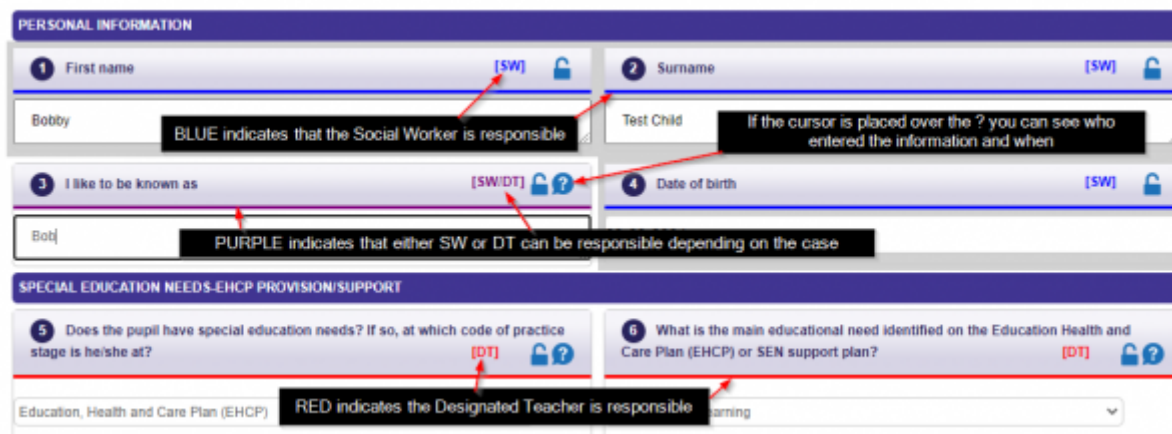 PERSONAL INFORMATION
1 First name [SW]
2 Surname [SW]
Bobby
Test Child
BLUE indicates that the Social Worker is responsible
If the cursor is placed over the ? you can see who
entered the information and when
3 I like to be known as [SW/DT] ?
4 Date of birth [SW]
Bob
PURPLE indicates that either SW or DT can be responsible depending on the case
SPECIAL EDUCATION NEEDS-EHCP PROVISION/SUPPORT
5 Does the pupil have special education needs? If so, at which code of practice
stage is he/she at? [DT] ?
6 What is the main educational need identified on the Education Health and
Care Plan (EHCP) or SEN support plan? [DT] ?
Education, Health and Care Plan (EHCP)
RED indicates the Designated Teacher is responsible
arning